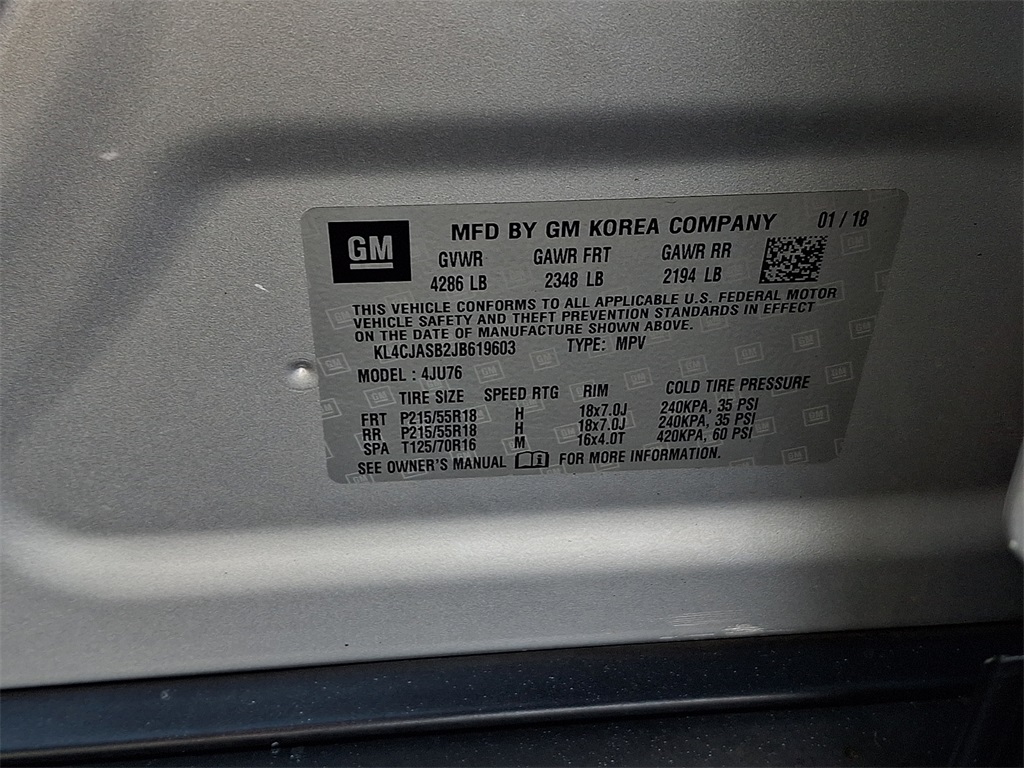 GM MFD BY GM KOREA COMPANY 01 / 18
GVWR GAWR FRT GAWR RR
4286 LB 2348 LB 2194 LB
THIS VEHICLE CONFORMS TO ALL APPLICABLE U.S. FEDERAL MOTOR
VEHICLE SAFETY AND THEFT PREVENTION STANDARDS IN EFFECT
ON THE DATE OF MANUFACTURE SHOWN ABOVE.
KL4CJASB2JB619603 TYPE: MPV
MODEL : 4JU76
TIRE SIZE SPEED RTG RIM COLD TIRE PRESSURE
FRT P215/55R18 H 18x7.0J 240KPA, 35 PSI
RR P215/55R18 H 18x7.0J 240KPA, 35 PSI
SPA T125/70R16 M 16x4.0T 420KPA, 60 PSI
SEE OWNER'S MANUAL FOR MORE INFORMATION.